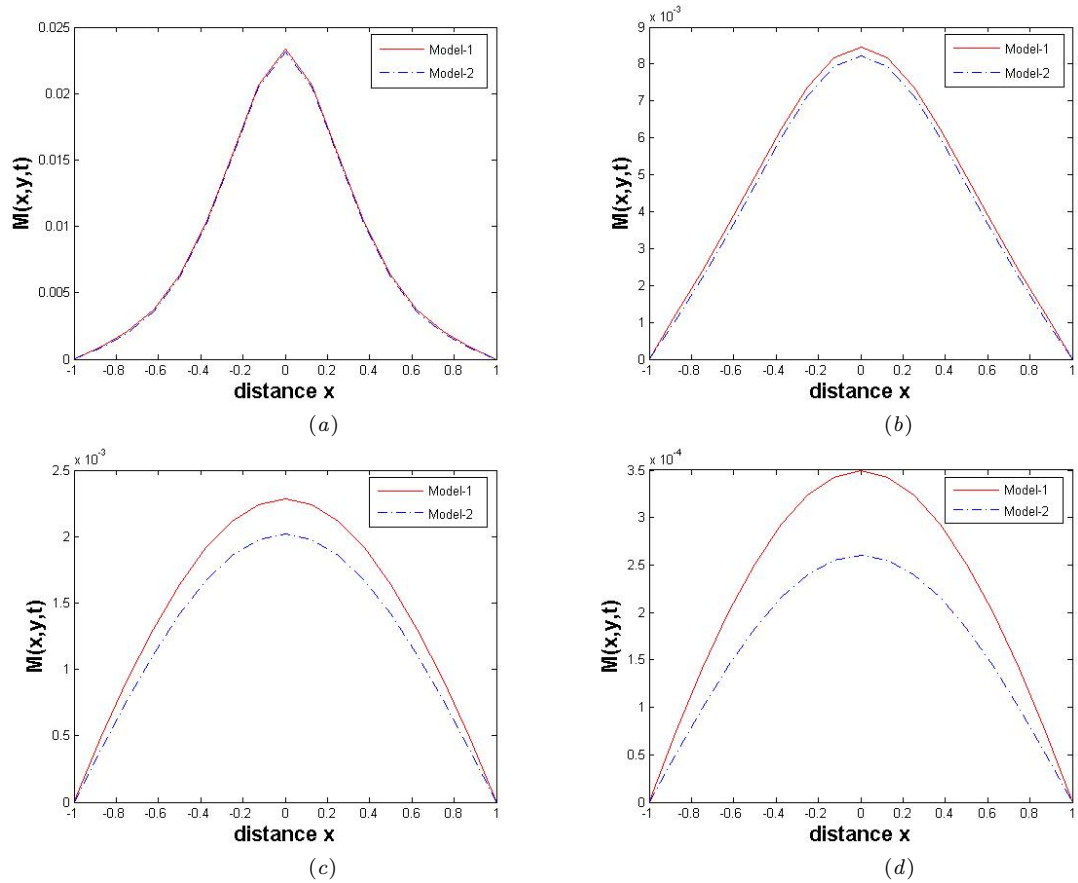 0.025
0.02
0.015
0.01
0.005
0
M(x,y,t)
Model-1
Model-2
-1 -0.8 -0.6 -0.4 -0.2 0 0.2 0.4 0.6 0.8 1
distance x
(a)
x 10-3
9
8
7
6
5
4
3
2
1
0
M(x,y,t)
Model-1
Model-2
-1 -0.8 -0.6 -0.4 -0.2 0 0.2 0.4 0.6 0.8 1
distance x
(b)
x 10-3
2.5
2
1.5
1
0.5
0
M(x,y,t)
Model-1
Model-2
-1 -0.8 -0.6 -0.4 -0.2 0 0.2 0.4 0.6 0.8 1
distance x
(c)
x 10-4
3.5
3
2.5
2
1.5
1
0.5
0
M(x,y,t)
Model-1
Model-2
-1 -0.8 -0.6 -0.4 -0.2 0 0.2 0.4 0.6 0.8 1
distance x
(d)